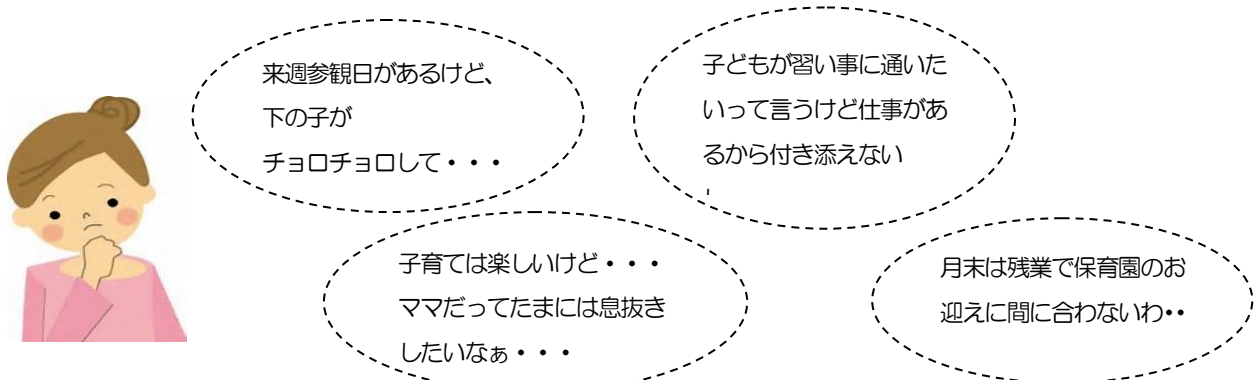 来週参観日があるけど、
下の子が
チョロチョロして・・・
子どもが習い事に通いた
いって言うけど仕事があ
るから付き添えない
子育ては楽しいけど・・・
ママだってたまには息抜き
したいなぁ・・・
月末は残業で保育園のお
迎えに間に合わないわ・・